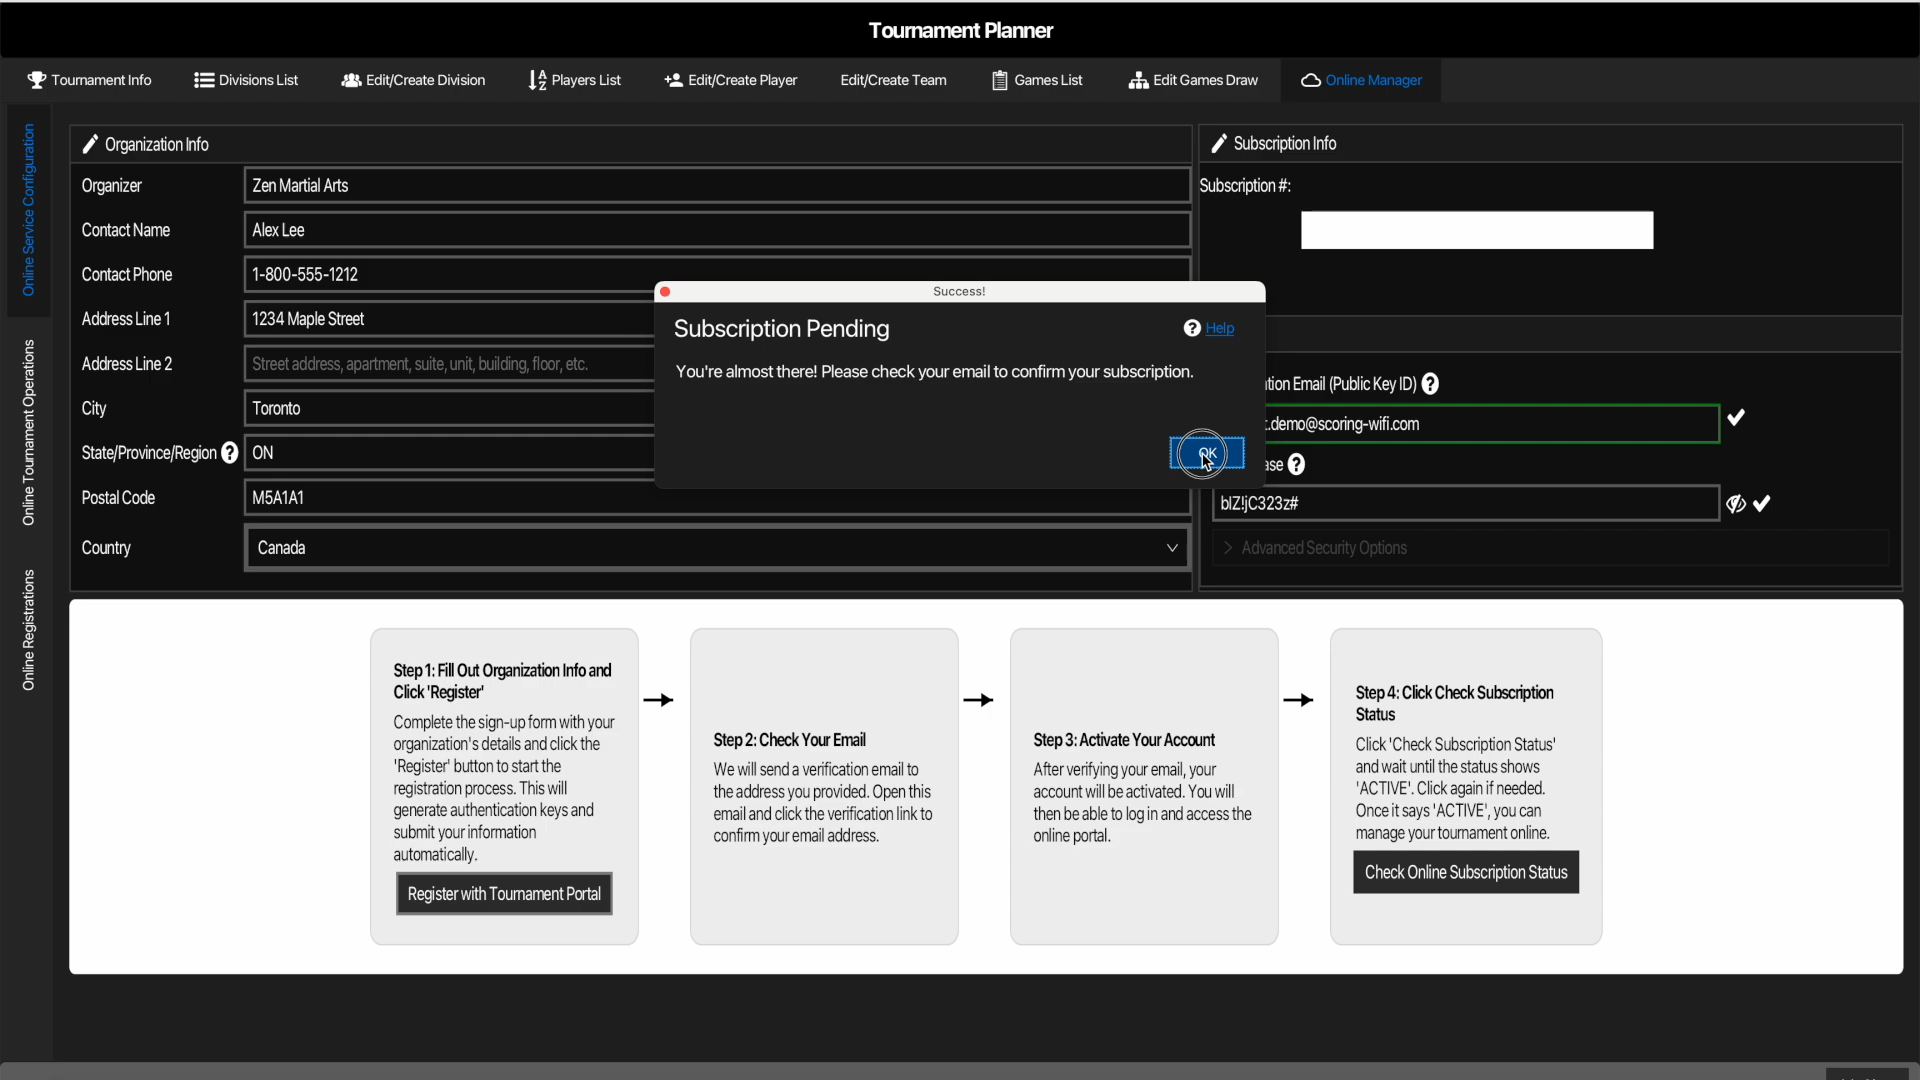 Tournament Planner
Tournament Info
Divisions List
Edit/Create Division
Players List
Edit/Create Player
Edit/Create Team
Games List
Edit Games Draw
Online Manager
Online Service Configuration
Online Tournament Operations
Online Registrations
Organization Info
Organizer
Zen Martial Arts
Contact Name
Alex Lee
Contact Phone
1-800-555-1212
Address Line 1
1234 Maple Street
Address Line 2
Street address, apartment, suite, unit, building, floor, etc.
City
Toronto
State/Province/Region
ON
Postal Code
M5A1A1
Country
Canada
Subscription Info
Subscription #:
Success!
Subscription Pending
Help
You're almost there! Please check your email to confirm your subscription.
OK
Email (Public Key ID)
t.demo@scoring-wifi.com
Advanced Security Options
Step 1: Fill Out Organization Info and
Click 'Register'
Complete the sign-up form with your
organization's details and click the
'Register' button to start the
registration process. This will
generate authentication keys and
submit your information
automatically.
Register with Tournament Portal
Step 2: Check Your Email
We will send a verification email to
the address you provided. Open this
email and click the verification link to
confirm your email address.
Step 3: Activate Your Account
After verifying your email, your
account will be activated. You will
then be able to log in and access the
online portal.
Step 4: Click Check Subscription
Status
Click 'Check Subscription Status'
and wait until the status shows
'ACTIVE'. Click again if needed.
Once it says 'ACTIVE', you can
manage your tournament online.
Check Online Subscription Status